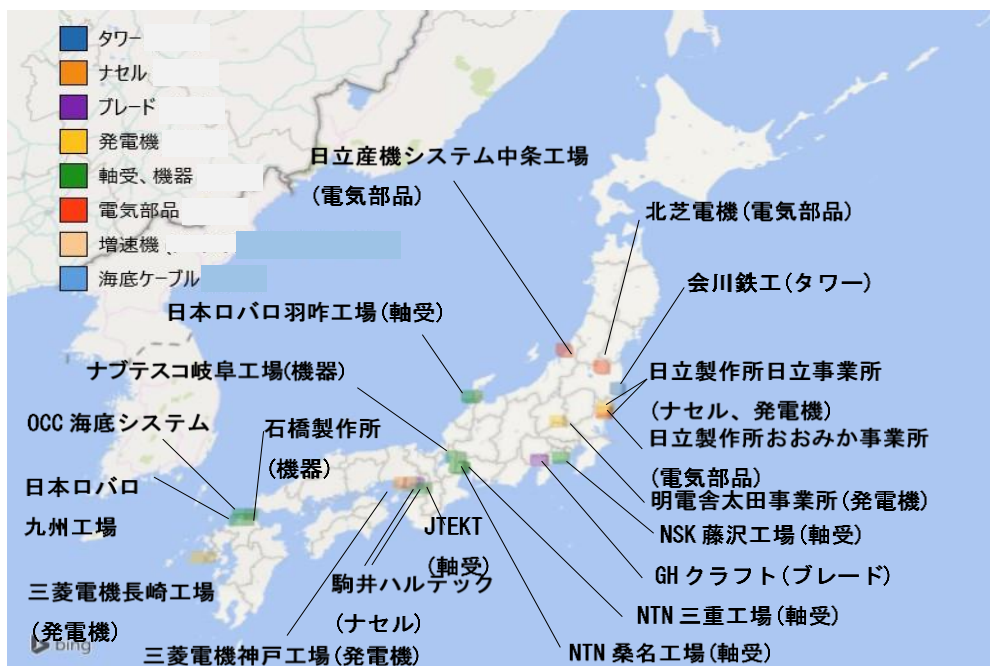 タワー
ナセル
ブレード
発電機
軸受、機器
電気部品
増速機
海底ケーブル
日立産機システム中条工場
(電気部品)
北芝電機(電気部品)
会川鉄工(タワー)
日本ロバロ羽咋工場(軸受)
ナブテスコ岐阜工場(機器)
日立製作所日立事業所
(ナセル、発電機)
日立製作所おおみか事業所
(電気部品)
OCC 海底システム
石橋製作所
(機器)
日本ロバロ
九州工場
明電舎太田事業所(発電機)
NSK 藤沢工場(軸受)
JTEKT
(軸受)
GH クラフト(ブレード)
駒井ハルテック
(ナセル)
三菱電機長崎工場
(発電機)
NTN 三重工場(軸受)
三菱電機神戸工場(発電機)
NTN 桑名工場(軸受)
bing